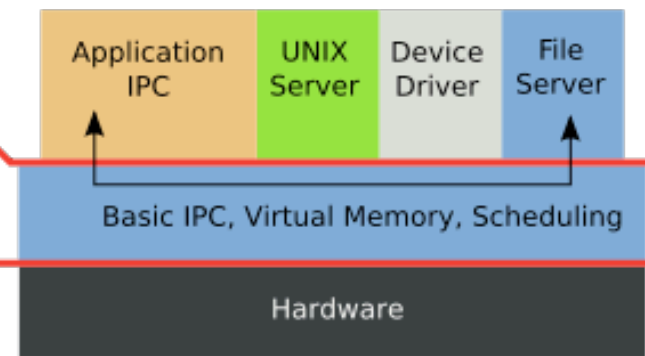 Application
IPC
UNIX
Server
Device
Driver
File
Server
Basic IPC, Virtual Memory, Scheduling
Hardware